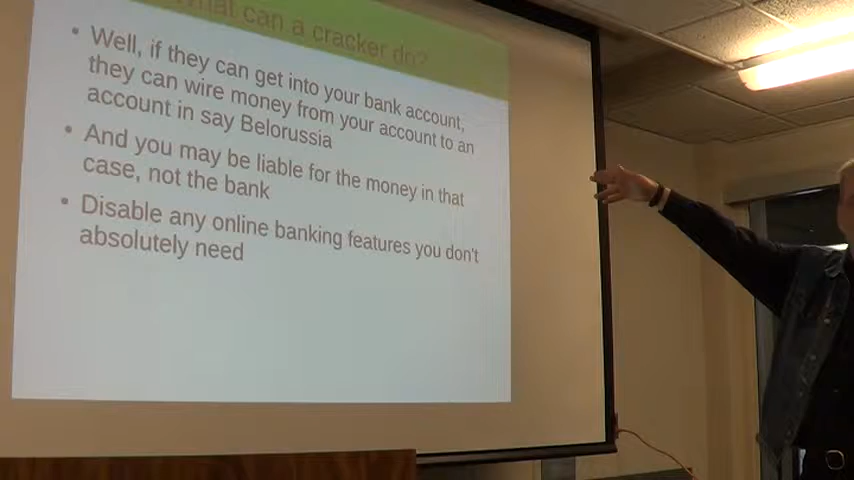 What can a cracker do?
Well, if they can get into your bank account,
they can wire money from your account to an
account in say Belorussia
And you may be liable for the money in that
case, not the bank
Disable any online banking features you don't
absolutely need